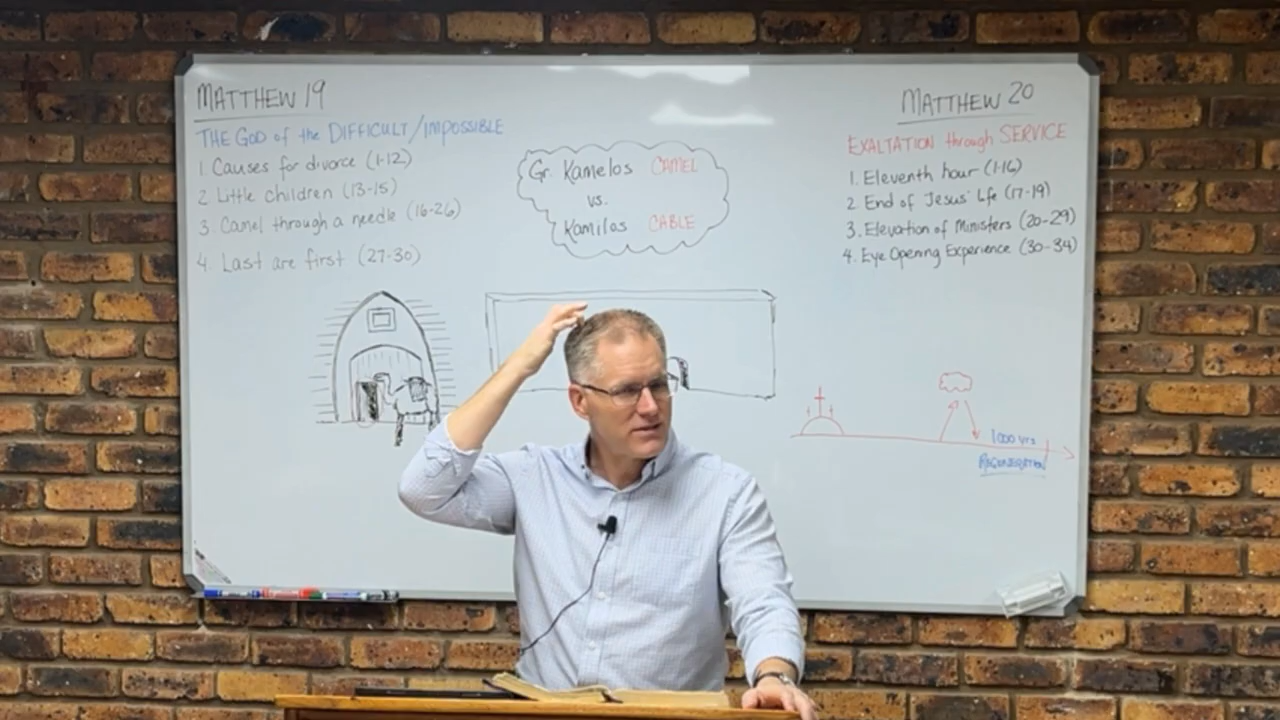 MATTHEW 19
THE GOD of the DIFFICULT/IMPOSSIBLE
1. Causes for divorce (1-12)
2. Little children (13-15)
3. Camel through a needle (16-26)
4. Last are first (27-30)
Gr. Kamelos CAMEL
vs.
Kamilos CABLE
MATTHEW 20
EXALTATION through SERVICE
1. Eleventh hour (1-16)
2. End of Jesus' Life (17-19)
3. Elevation of Ministers (20-29)
4. Eye Opening Experience (30-34)
1000 yrs
REGENERATION